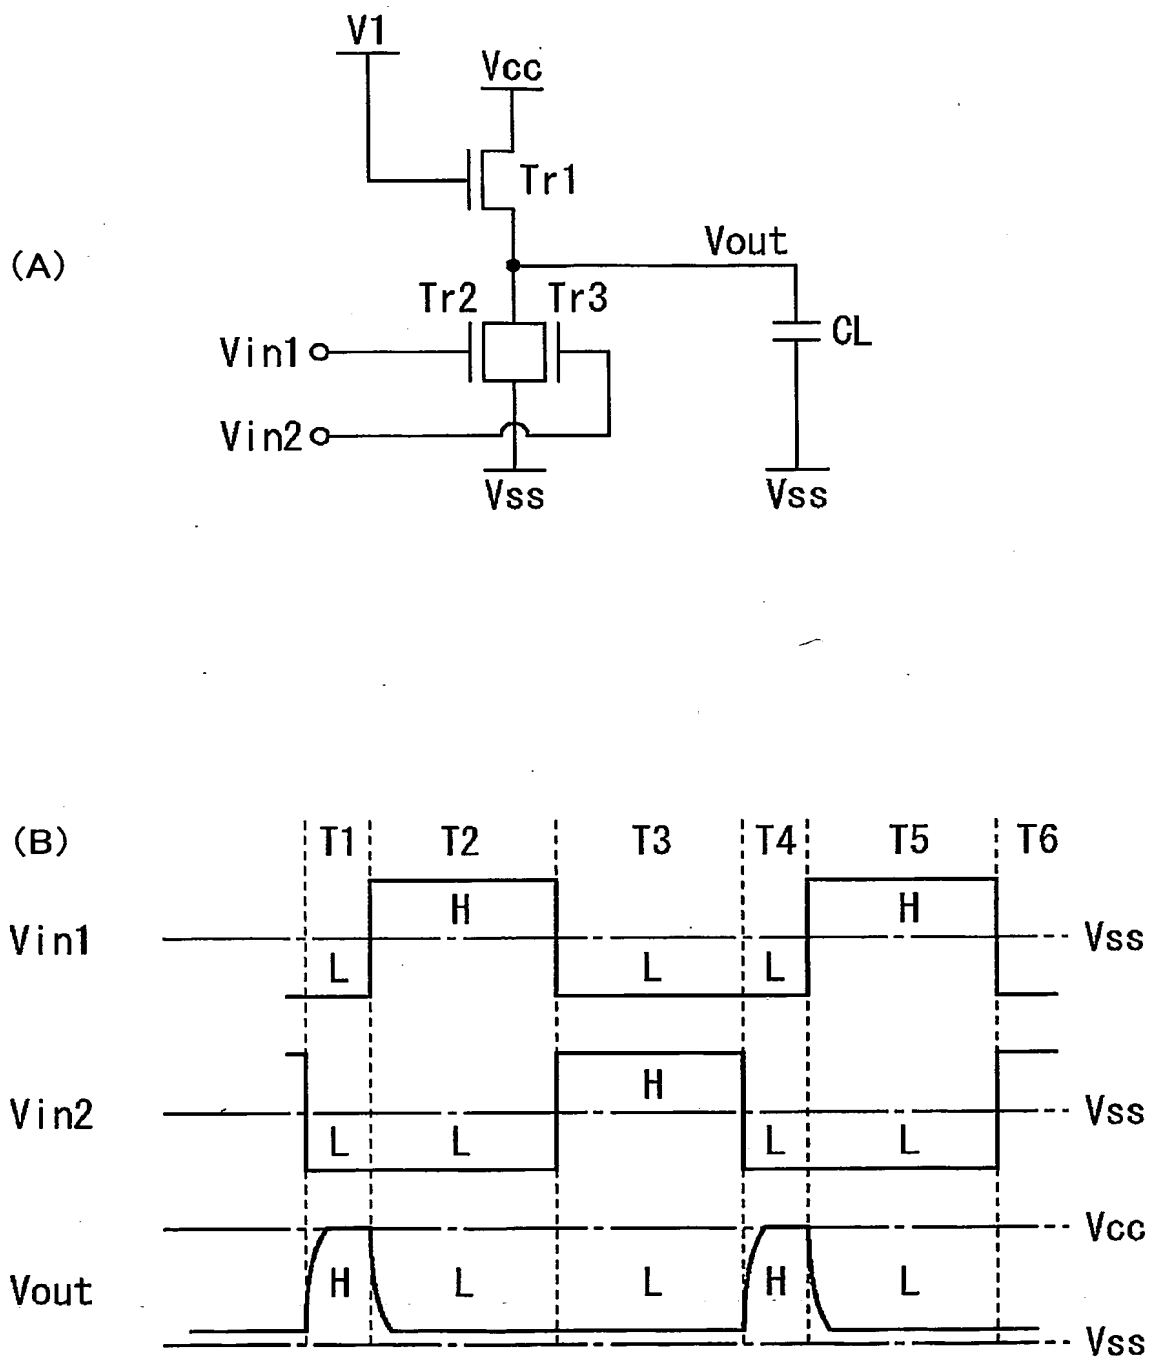 V1
Vcc
Tr1
(A)
Vout
Tr2 Tr3
CL
Vin1
Vin2
Vss Vss
(B) T1 T2 T3 T4 T5 T6
H H
Vin1 Vss
L L L
H
Vin2 Vss
L L L L
Vcc
Vout H L L H L
Vss